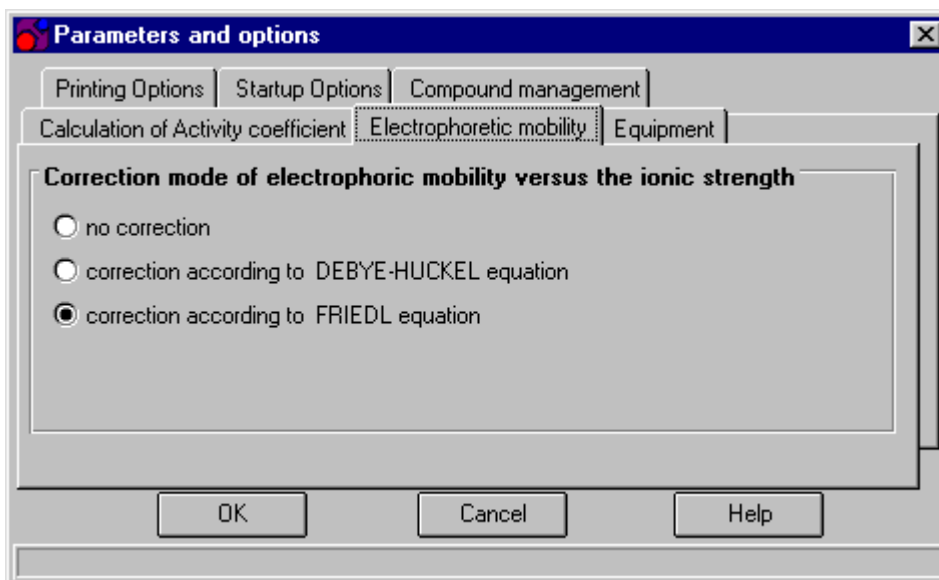 Parameters and options
Printing Options Startup Options Compound management
Calculation of Activity coefficient Electrophoretic mobility Equipment
Correction mode of electrophoric mobility versus the ionic strength
no correction
correction according to DEBYE-HUCKEL equation
correction according to FRIEDL equation
OK Cancel Help